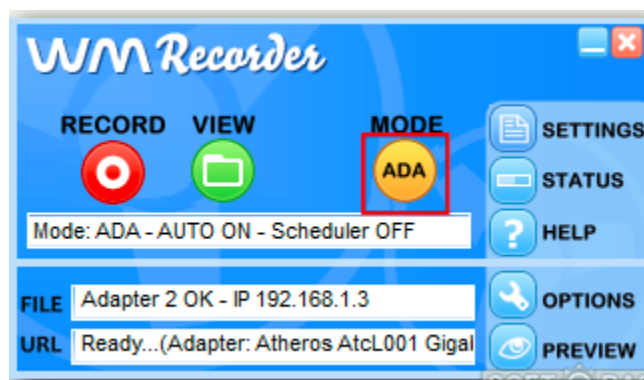 WM Recorder
RECORD VIEW MODE
ADA
SETTINGS
STATUS
Mode: ADA - AUTO ON - Scheduler OFF
HELP
FILE Adapter 2 OK - IP 192.168.1.3
OPTIONS
URL Ready...(Adapter: Atheros AtcL001 Gigal
PREVIEW